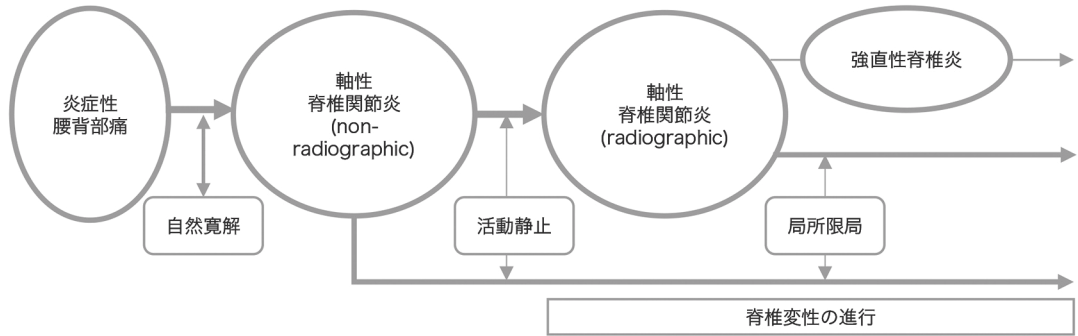 炎症性
腰背部痛
軸性
脊椎関節炎
(non-
radiographic)
軸性
脊椎関節炎
(radiographic)
強直性脊椎炎
自然寛解
活動静止
局所限局
脊椎変性の進行